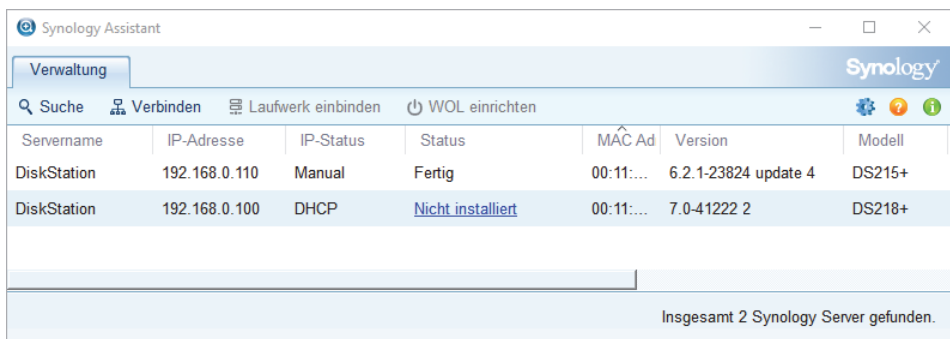 Synology Assistant
Verwaltung
Synology
Suche Verbinden Laufwerk einbinden WOL einrichten
Servername IP-Adresse IP-Status Status MAC Ad Version Modell
DiskStation 192.168.0.110 Manual Fertig 00:11:... 6.2.1-23824 update 4 DS215+
DiskStation 192.168.0.100 DHCP Nicht installiert 00:11:... 7.0-41222 2 DS218+
Insgesamt 2 Synology Server gefunden.